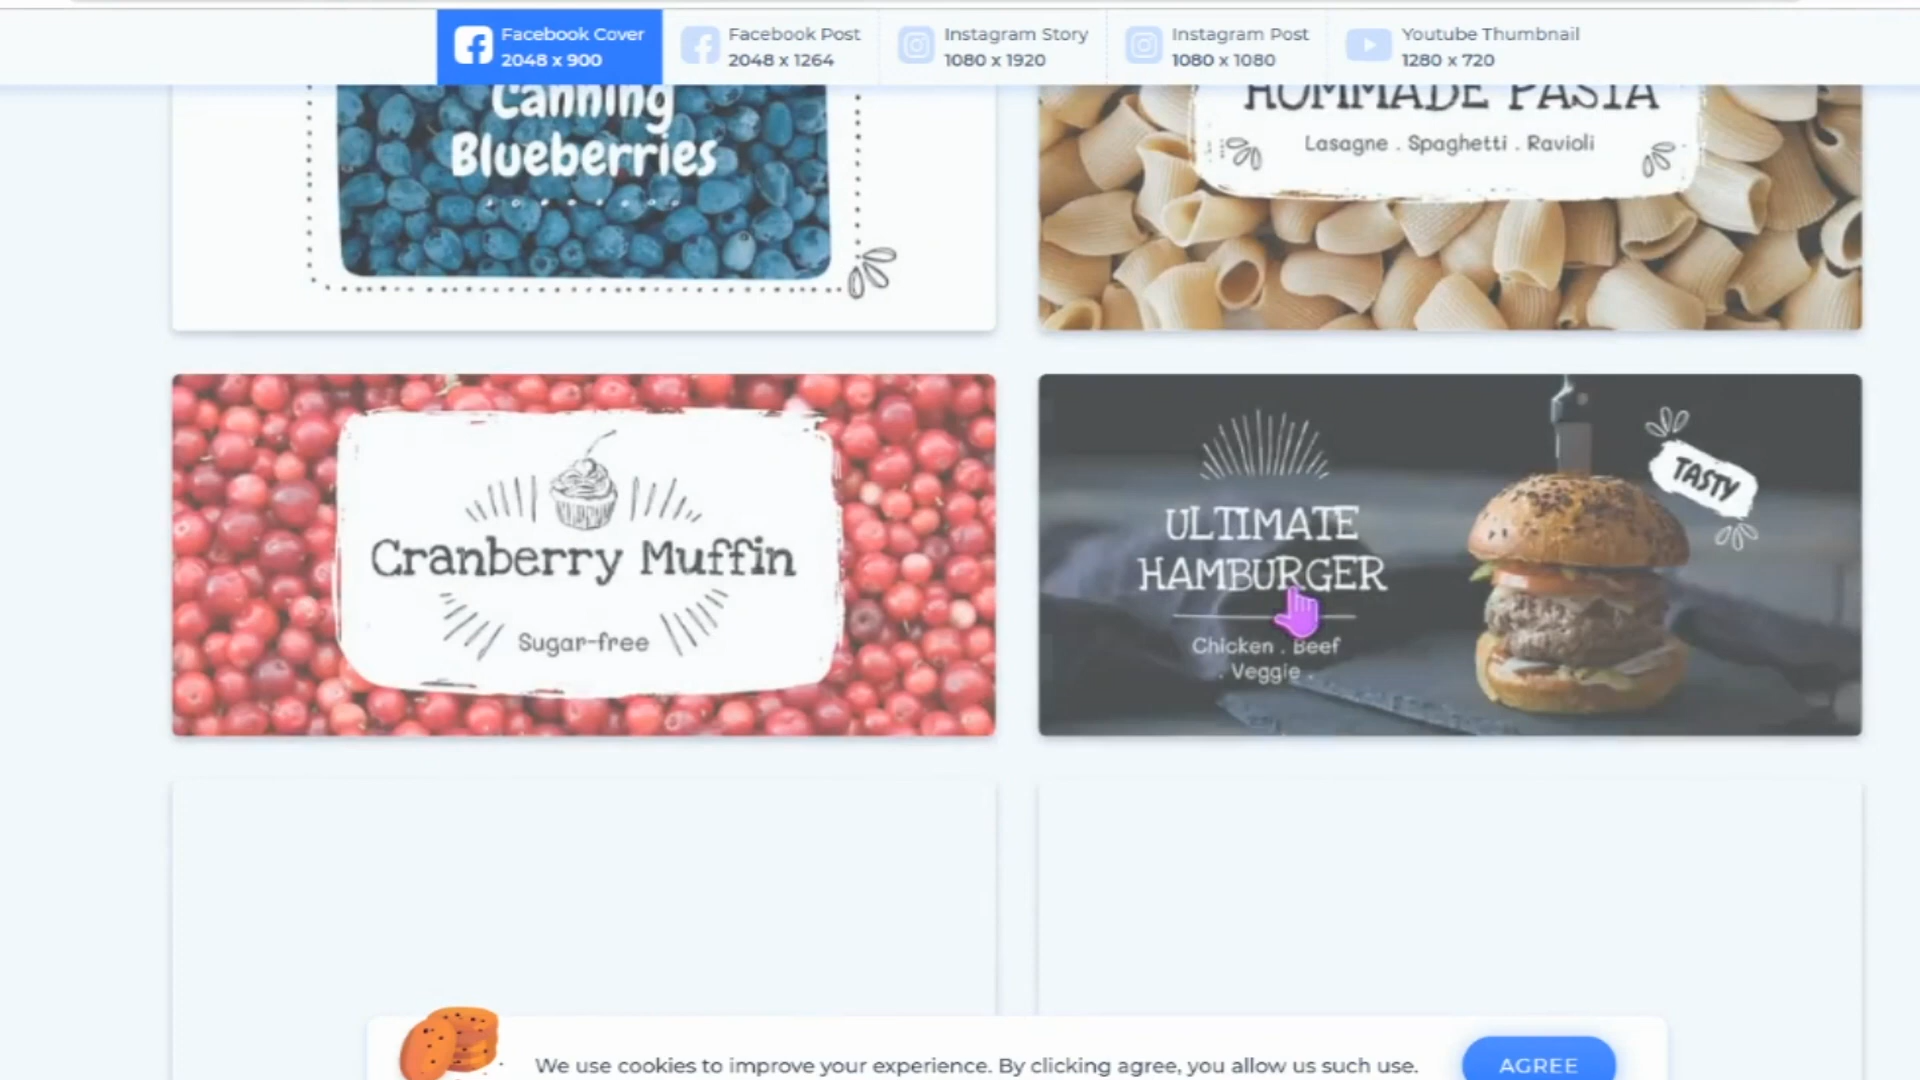 Facebook Cover
2048 x 900
Facebook Post
2048 x 1264
Instagram Story
1080 x 1920
Instagram Post
1080 x 1080
Youtube Thumbnail
1280 x 720
Canning
Blueberries
HOMMADE PASTA
Lasagne . Spaghetti . Ravioli
Cranberry Muffin
Sugar-free
ULTIMATE
HAMBURGER
Chicken . Beef
. Veggie .
TASTY
We use cookies to improve your experience. By clicking agree, you allow us such use.
AGREE